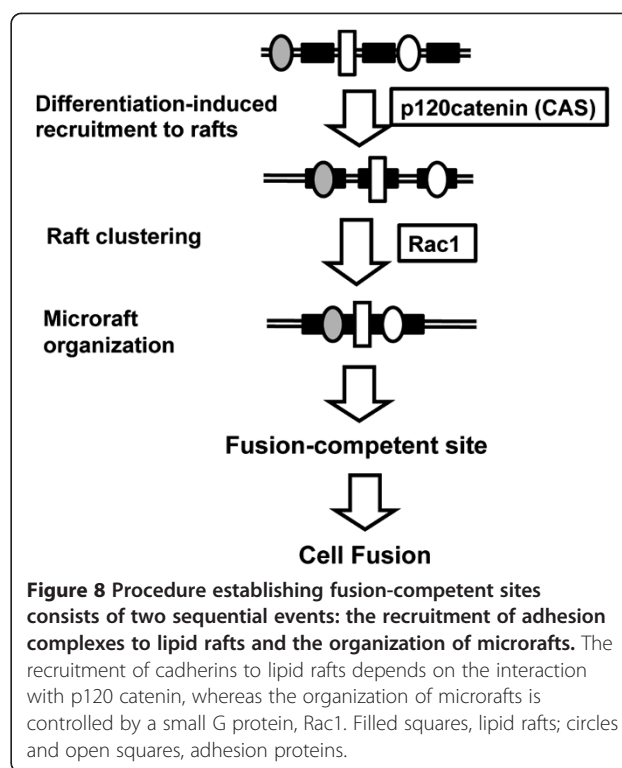 Differentiation-induced
recruitment to rafts
p120catenin (CAS)
Raft clustering
Rac1
Microraft
organization
Fusion-competent site
Cell Fusion
Figure 8 Procedure establishing fusion-competent sites
consists of two sequential events: the recruitment of adhesion
complexes to lipid rafts and the organization of microrafts. The
recruitment of cadherins to lipid rafts depends on the interaction
with p120 catenin, whereas the organization of microrafts is
controlled by a small G protein, Rac1. Filled squares, lipid rafts; circles
and open squares, adhesion proteins.